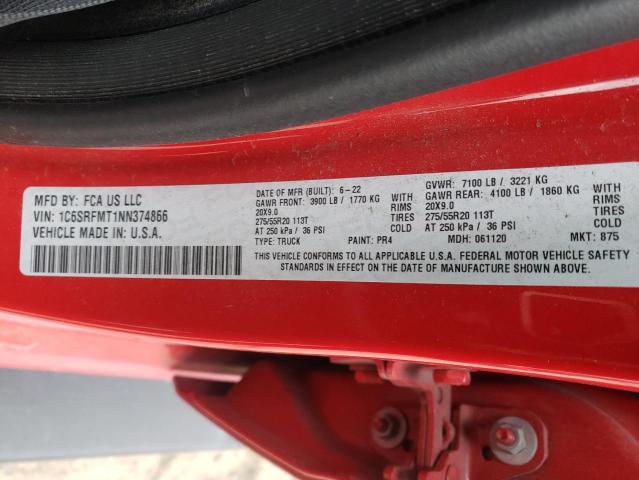 MFD BY: FCA US LLC
VIN: 1C6SRFMT1NN374866
VEHICLE MADE IN: U.S.A.
DATE OF MFR (BUILT): 6-22
GAWR FRONT: 3900 LB / 1770 KG WITH
20X9.0 RIMS
275/55R20 113T TIRES
AT 250 kPa / 36 PSI COLD
TYPE: TRUCK PAINT: PR4
GVWR: 7100 LB / 3221 KG
GAWR REAR: 4100 LB / 1860 KG WITH
20X9.0 RIMS
275/55R20 113T TIRES
AT 250 kPa / 36 PSI COLD
MDH: 061120 MKT: 875
THIS VEHICLE CONFORMS TO ALL APPLICABLE U.S.A. FEDERAL MOTOR VEHICLE SAFETY
STANDARDS IN EFFECT ON THE DATE OF MANUFACTURE SHOWN ABOVE.